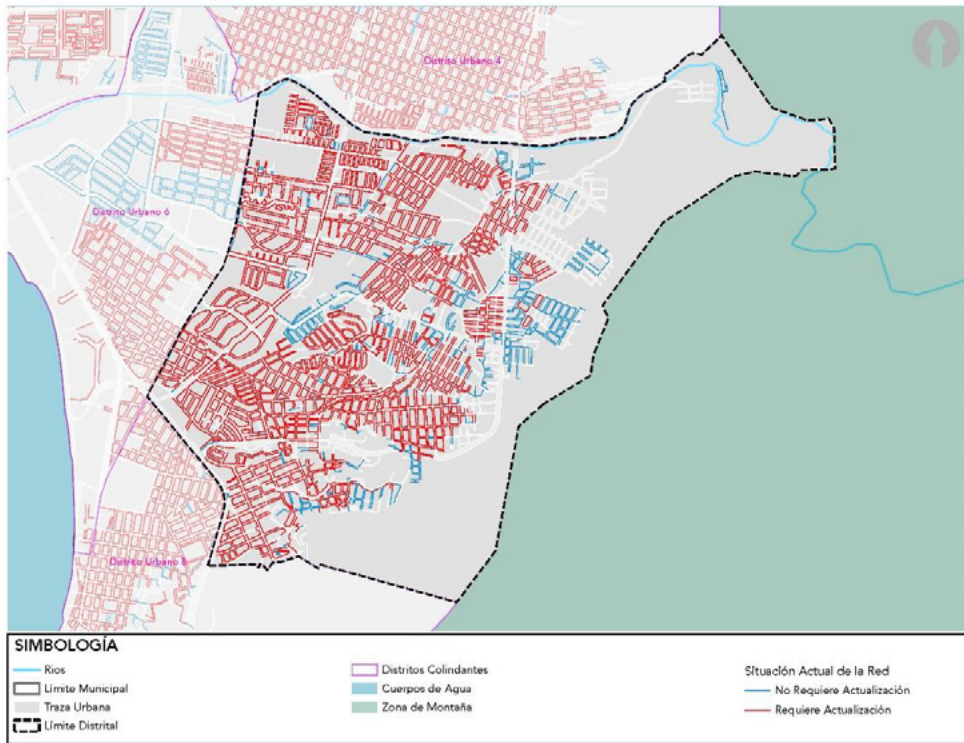 Distrito Urbano 4
Distrito Urbano 6
Distrito Urbano 8
SIMBOLOGÍA
Rios
Límite Municipal
Traza Urbana
Límite Distrital
Distritos Colindantes
Cuerpos de Agua
Zona de Montaña
Situación Actual de la Red
No Requiere Actualización
Requiere Actualización